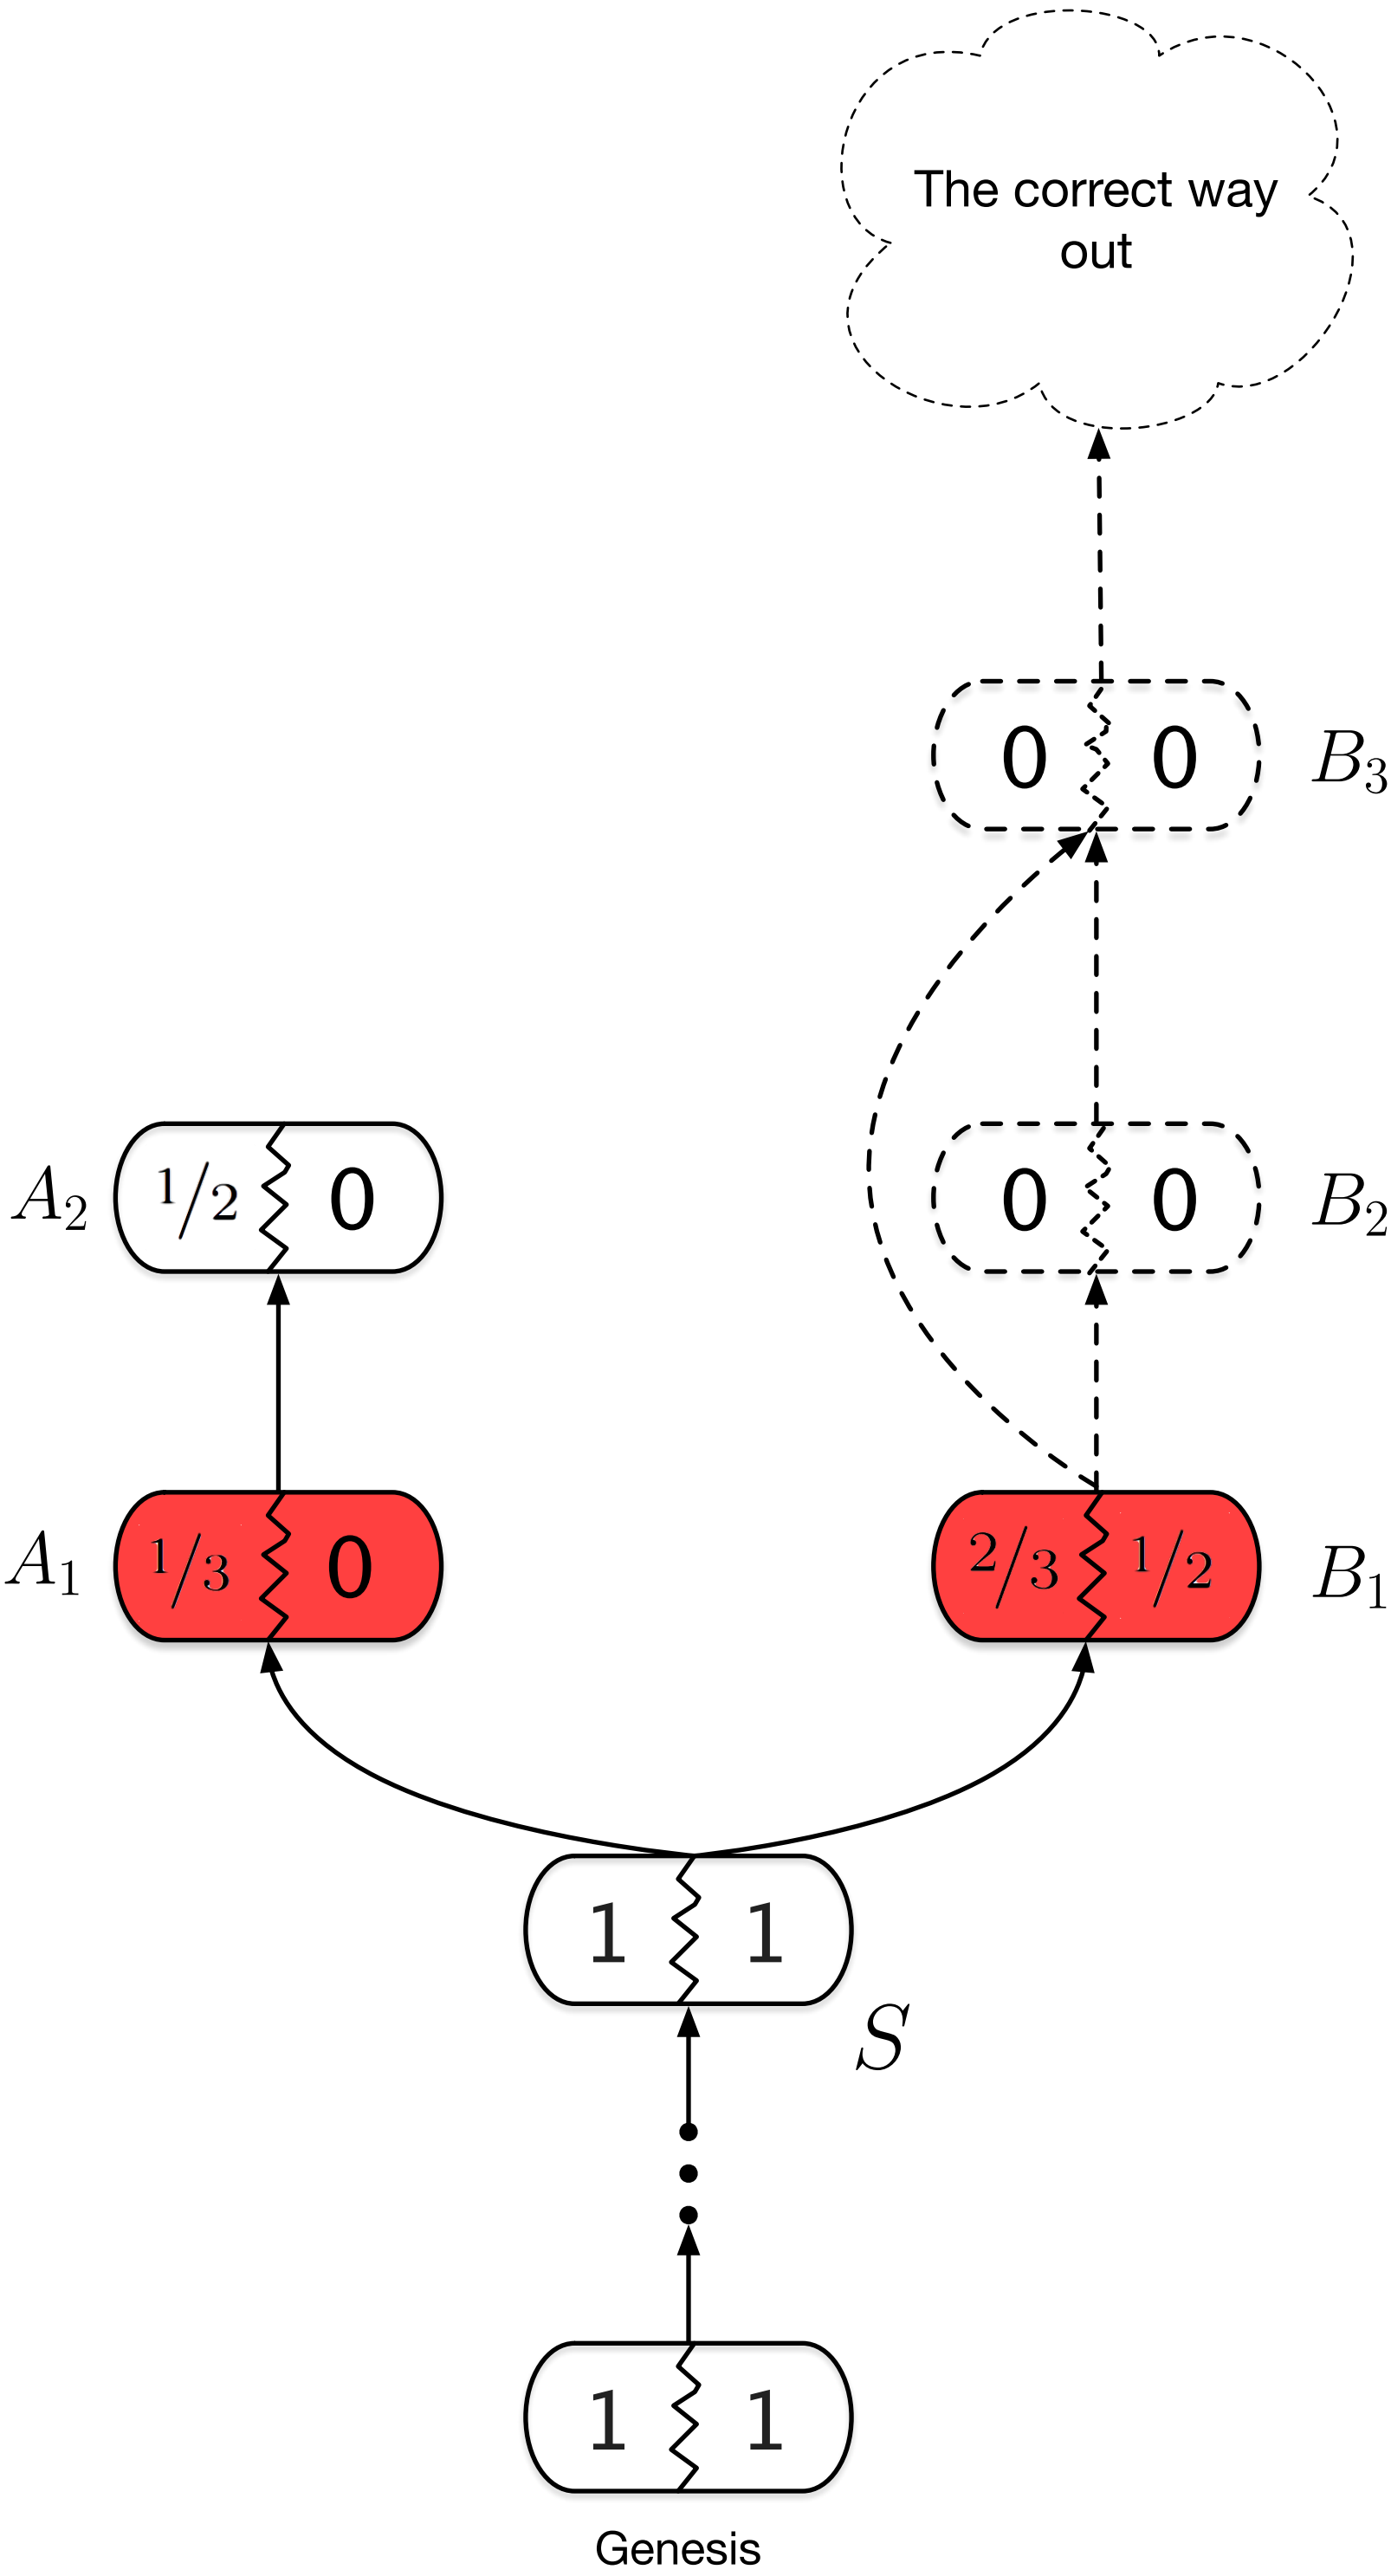 The correct way
out
0 0 B₃
A₂ 1/2 0 0 0 B₂
A₁ 1/3 0 2/3 1/2 B₁
1 1
S
1 1
Genesis